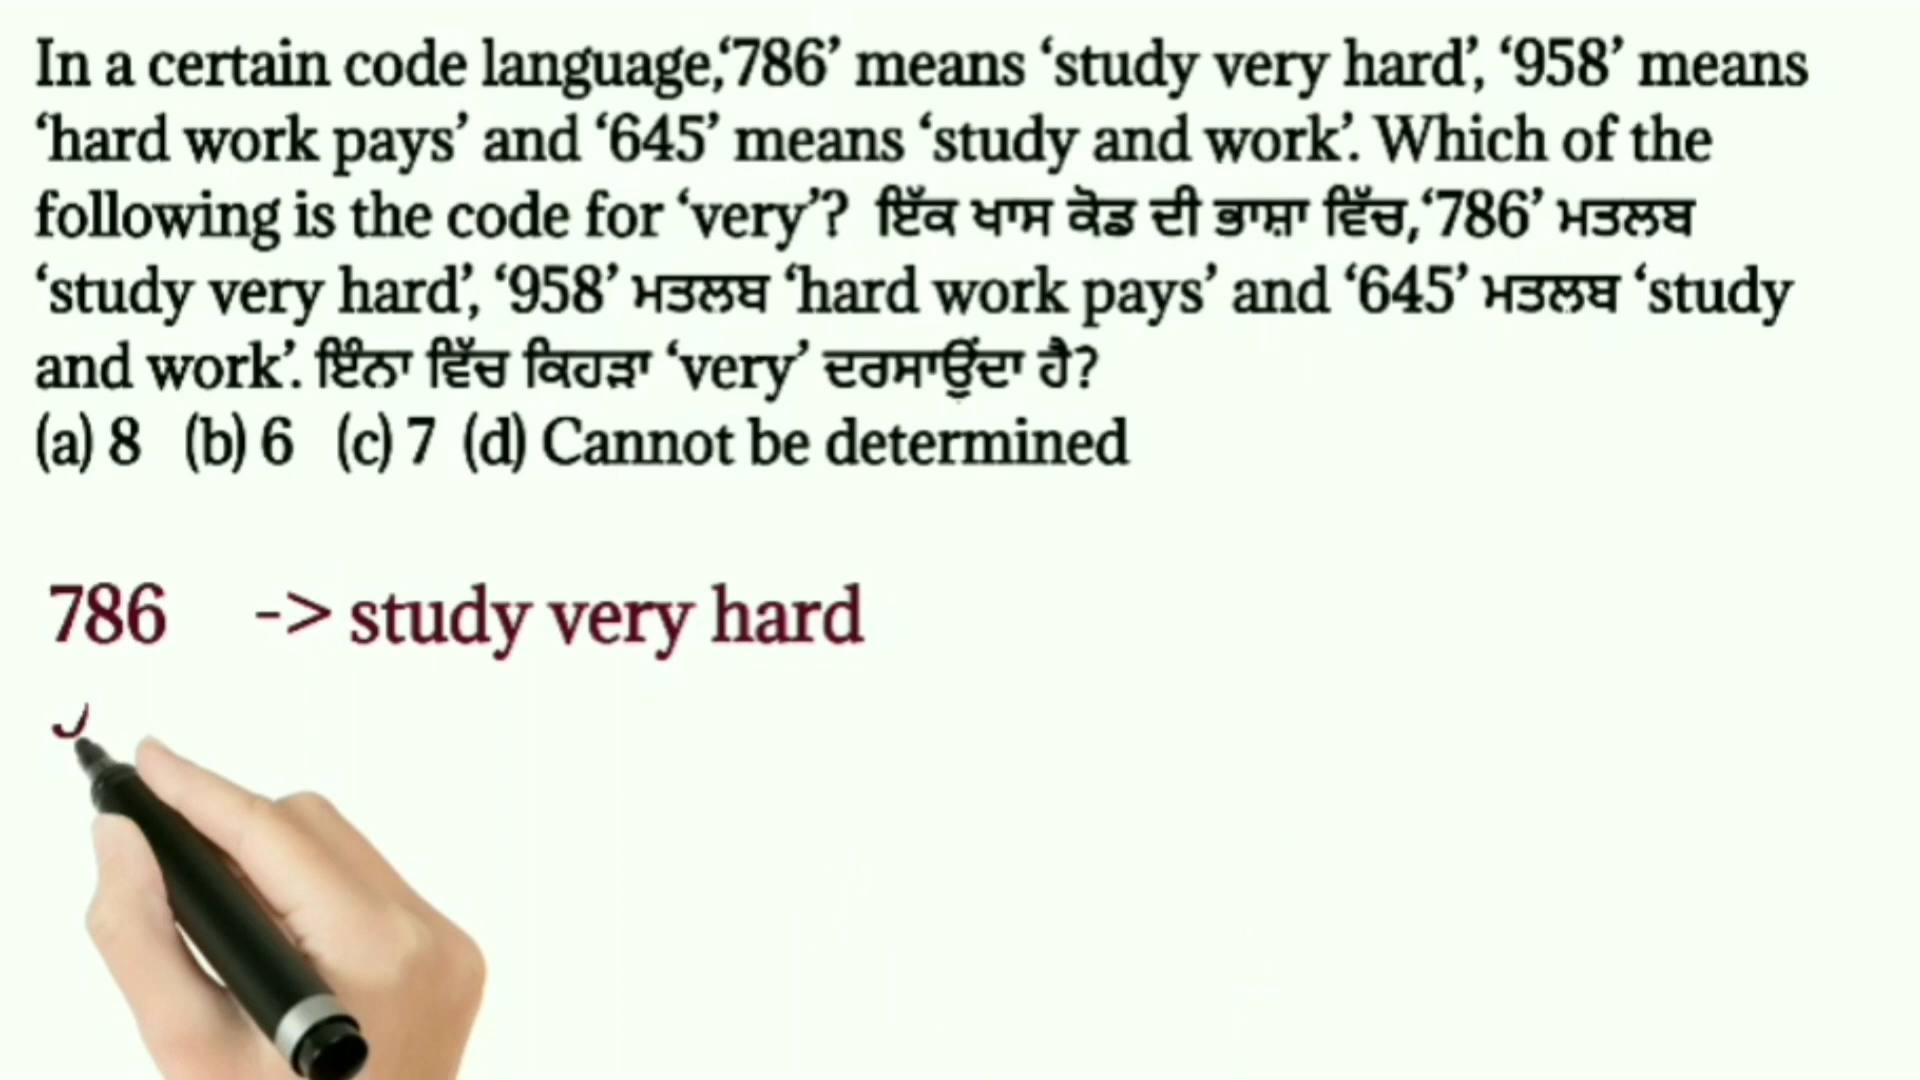 In a certain code language,‘786’ means ‘study very hard’, ‘958’ means
‘hard work pays’ and ‘645’ means ‘study and work’. Which of the
following is the code for ‘very’? ਇੱਕ ਖਾਸ ਕੋਡ ਦੀ ਭਾਸ਼ਾ ਵਿੱਚ,‘786’ ਮਤਲਬ
‘study very hard’, ‘958’ ਮਤਲਬ ‘hard work pays’ and ‘645’ ਮਤਲਬ ‘study
and work’. ਇੰਨਾ ਵਿੱਚ ਕਿਹੜਾ ‘very’ ਦਰਸਾਉਂਦਾ ਹੈ?
(a) 8 (b) 6 (c) 7 (d) Cannot be determined
786 -> study very hard